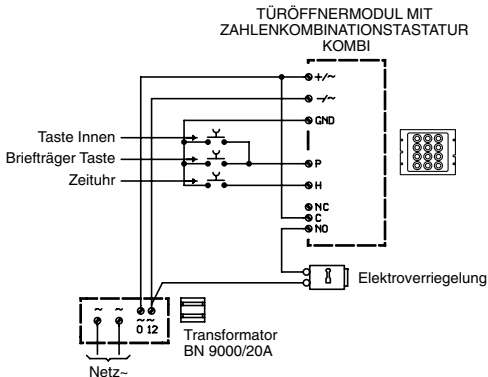 TÜRÖFFNERMODUL MIT
ZAHLENKOMBINATIONSTASTATUR
KOMBI
+/~
-/~
GND
Taste Innen
Briefträger Taste
P
Zeituhr
H
NC
C
NO
Elektroverriegelung
~ ~ ~ ~
0 12
Transformator
BN 9000/20A
Netz~